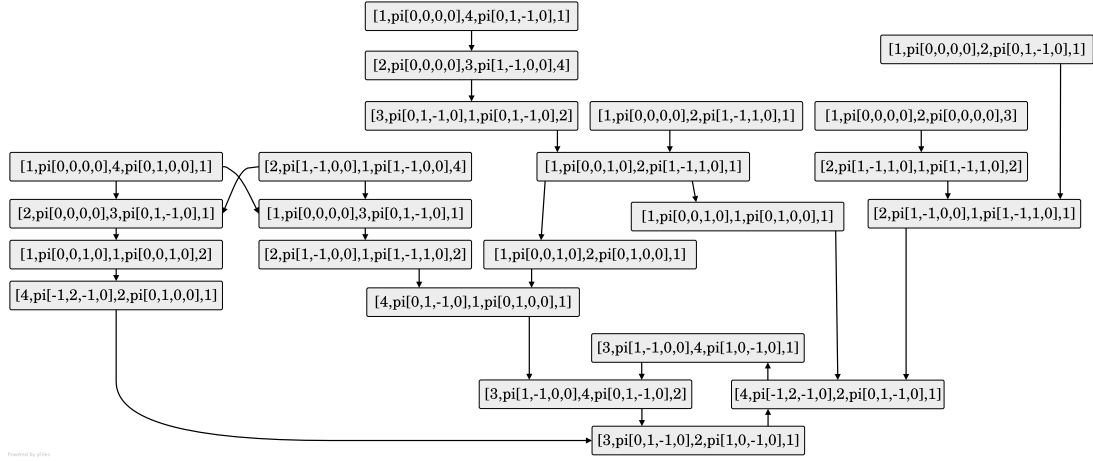 [1,pi[0,0,0,0],4,pi[0,1,-1,0],1]
[1,pi[0,0,0,0],2,pi[0,1,-1,0],1]
[2,pi[0,0,0,0],3,pi[1,-1,0,0],4]
[3,pi[0,1,-1,0],1,pi[0,1,-1,0],2]
[1,pi[0,0,0,0],2,pi[1,-1,1,0],1]
[1,pi[0,0,0,0],2,pi[0,0,0,0],3]
[1,pi[0,0,0,0],4,pi[0,1,0,0],1]
[2,pi[1,-1,0,0],1,pi[1,-1,0,0],4]
[1,pi[0,0,1,0],2,pi[1,-1,1,0],1]
[2,pi[1,-1,1,0],1,pi[1,-1,1,0],2]
[2,pi[0,0,0,0],3,pi[0,1,-1,0],1]
[1,pi[0,0,0,0],3,pi[0,1,-1,0],1]
[1,pi[0,0,1,0],1,pi[0,1,0,0],1]
[2,pi[1,-1,0,0],1,pi[1,-1,1,0],1]
[1,pi[0,0,1,0],1,pi[0,0,1,0],2]
[2,pi[1,-1,0,0],1,pi[1,-1,1,0],2]
[1,pi[0,0,1,0],2,pi[0,1,0,0],1]
[4,pi[-1,2,-1,0],2,pi[0,1,0,0],1]
[4,pi[0,1,-1,0],1,pi[0,1,0,0],1]
[3,pi[1,-1,0,0],4,pi[1,0,-1,0],1]
[3,pi[1,-1,0,0],4,pi[0,1,-1,0],2]
[4,pi[-1,2,-1,0],2,pi[0,1,-1,0],1]
[3,pi[0,1,-1,0],2,pi[1,0,-1,0],1]
Powered by yFiles